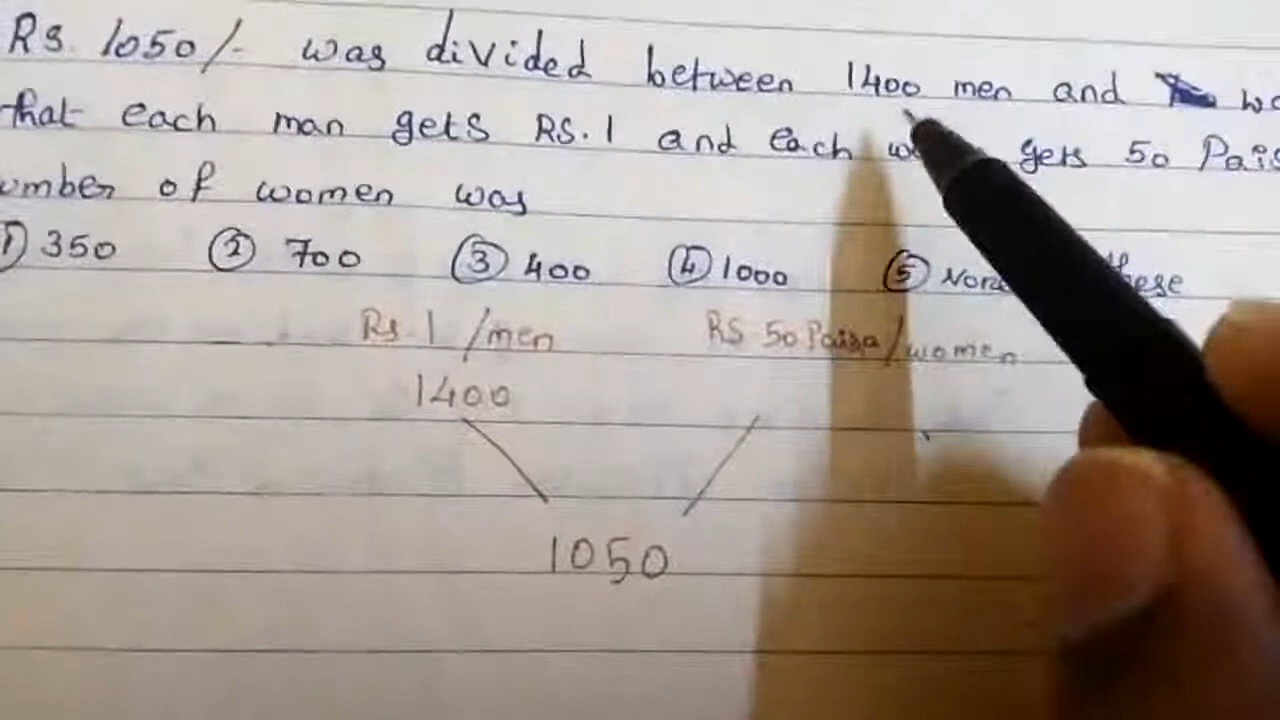 Rs. 1050/- was divided between 1400 men and
that each man gets RS. 1 and each gets 50
of women was
① 350 ② 700 ③ 400 ④ 1000 ⑤
Rs. 1 /men RS 50 Paisa/women
1400
1050